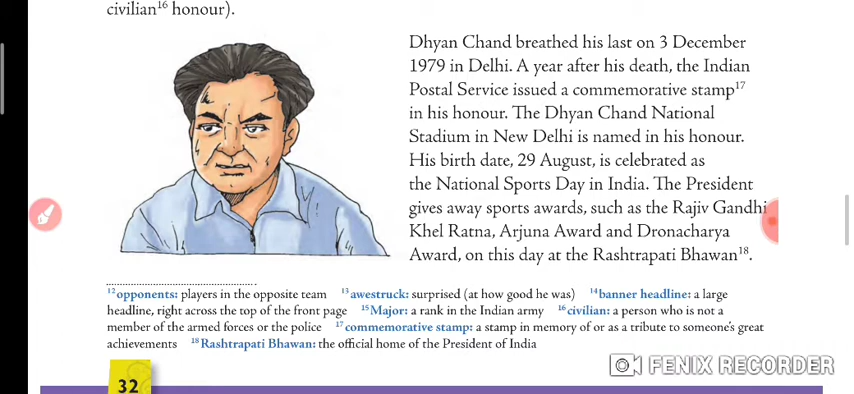 civilian¹⁶ honour).
Dhyan Chand breathed his last on 3 December
1979 in Delhi. A year after his death, the Indian
Postal Service issued a commemorative stamp¹⁷
in his honour. The Dhyan Chand National
Stadium in New Delhi is named in his honour.
His birth date, 29 August, is celebrated as
the National Sports Day in India. The President
gives away sports awards, such as the Rajiv Gandhi
Khel Ratna, Arjuna Award and Dronacharya
Award, on this day at the Rashtrapati Bhawan¹⁸.
¹²opponents: players in the opposite team ¹³awestruck: surprised (at how good he was) ¹⁴banner headline: a large
headline, right across the top of the front page ¹⁵Major: a rank in the Indian army ¹⁶civilian: a person who is not a
member of the armed forces or the police ¹⁷commemorative stamp: a stamp in memory of or as a tribute to someone's great
achievements ¹⁸Rashtrapati Bhawan: the official home of the President of India
32
FENIX RECORDER